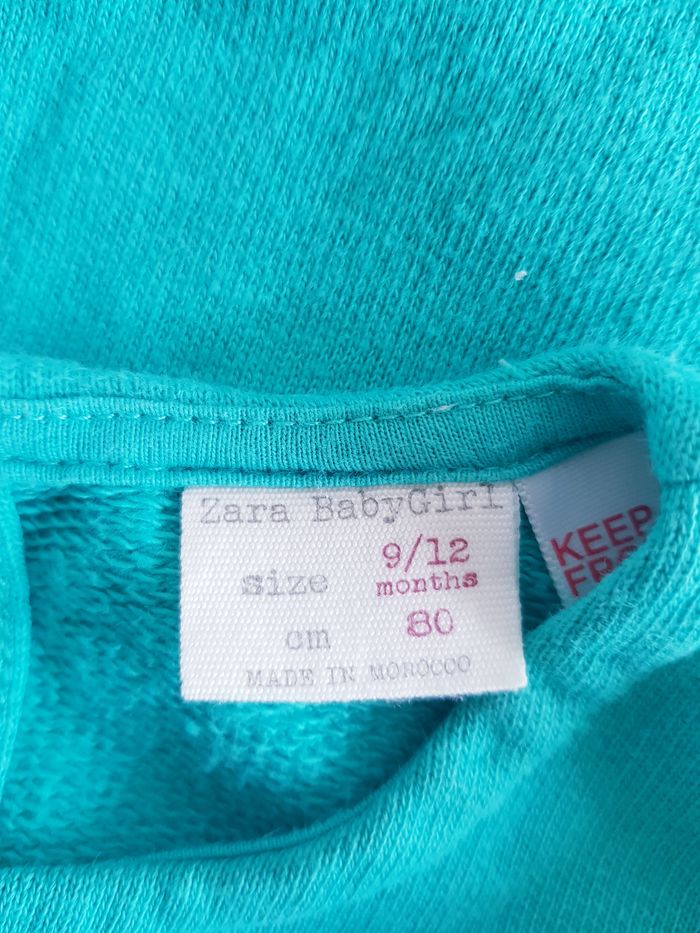 Zara BabyGirl
size 9/12 months
cm 80
MADE IN MOROCCO
KEEP